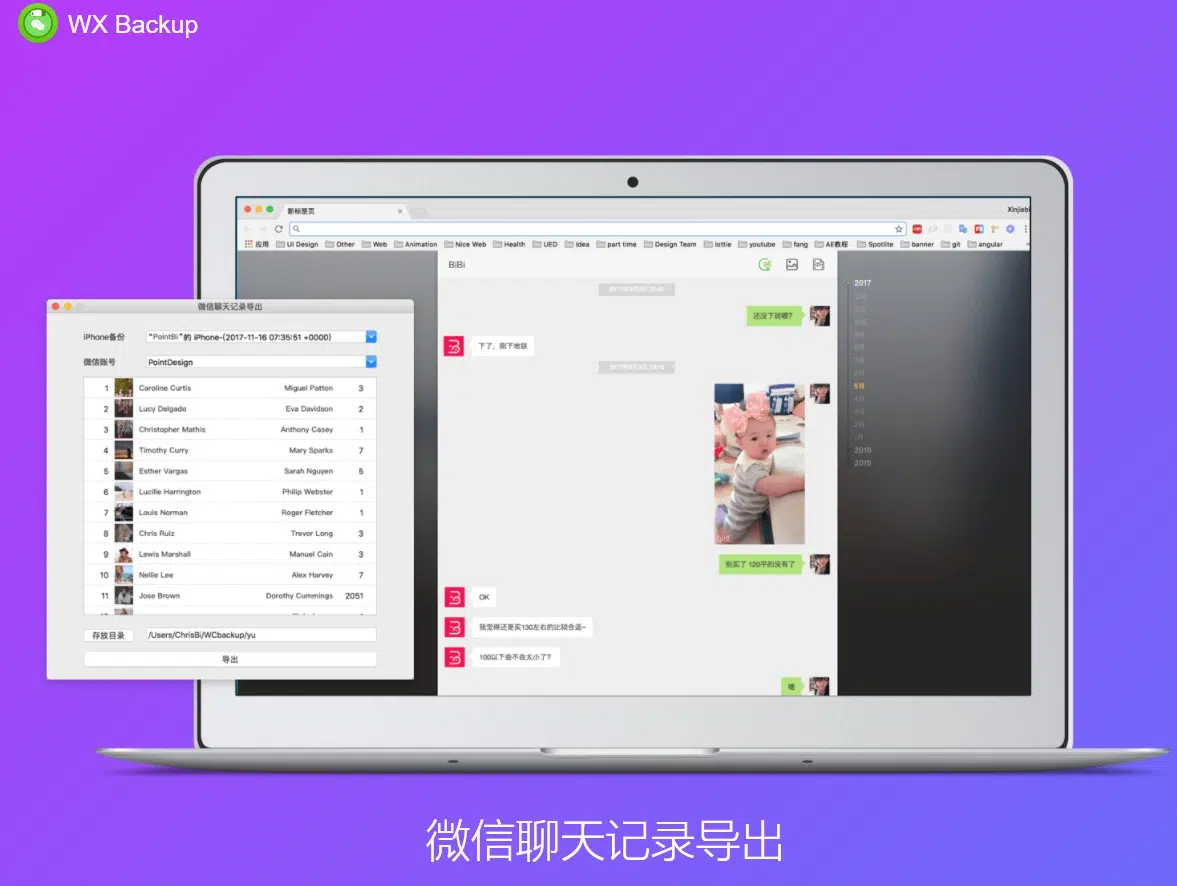 WX Backup
新标签页
Xinjiebi
应用 UI Design Other Web Animation Nice Web Health UED Idea part time Design Team lottie youtube fang AE教程 Spotlite banner git angular
BiBi
还没下班呢?
下了,刚下地铁
别买了 120平的没有了
OK
我觉得还是买130左右的比较合适~
100以下会不会太小了?
嗯
2017
5月
2016
2015
微信聊天记录导出
iPhone备份 "PointBi"的 iPhone-(2017-11-16 07:35:51 +0000)
微信账号 PointDesign
1 Caroline Curtis Miguel Patton 3
2 Lucy Delgado Eva Davidson 2
3 Christopher Mathis Anthony Casey 1
4 Timothy Curry Mary Sparks 7
5 Esther Vargas Sarah Nguyen 5
6 Lucille Harrington Philip Webster 1
7 Louis Norman Roger Fletcher 1
8 Chris Ruiz Trevor Long 3
9 Lewis Marshall Manuel Cain 3
10 Nellie Lee Alex Harvey 7
11 Jose Brown Dorothy Cummings 2051
存放目录 /Users/ChrisBi/WCbackup/yu
导出
微信聊天记录导出